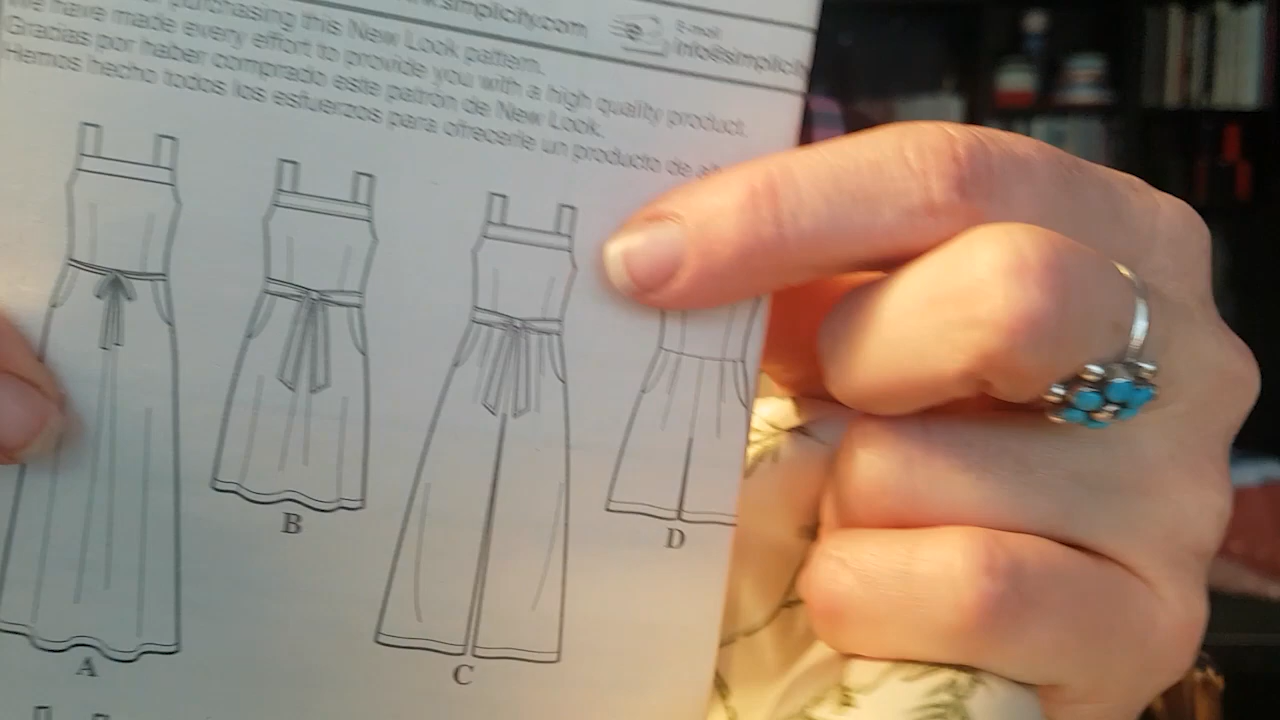 simplicity.com
E-mail
info@simplicity
purchasing this New Look pattern.
We have made every effort to provide you with a high quality product.
Gracias por haber comprado este patrón de New Look.
Hemos hecho todos los esfuerzos para ofrecerle un producto de
A
B
C
D